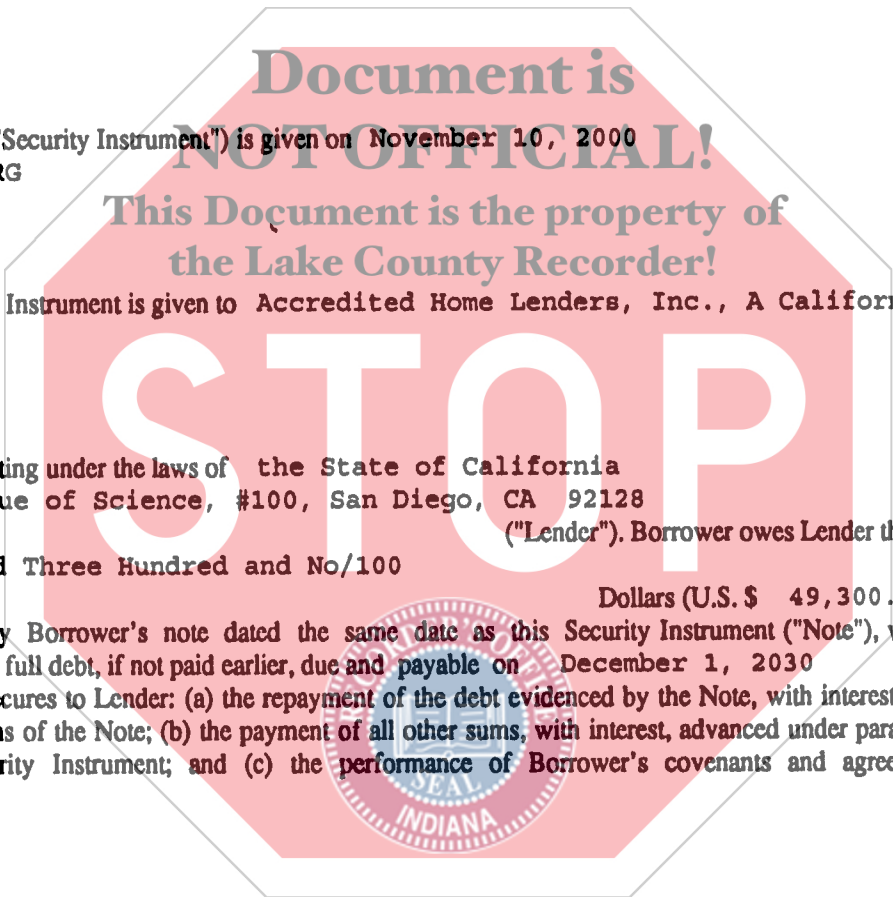 Document is
"Security Instrument") is given on November 10, 2000
NOT OFFICIAL!
RG
This Document is the property of
the Lake County Recorder!
Instrument is given to Accredited Home Lenders, Inc., A Californ
STOP
ting under the laws of the State of California
ue of Science, #100, San Diego, CA 92128
("Lender"). Borrower owes Lender th
d Three Hundred and No/100
Dollars (U.S. $ 49,300.
y Borrower's note dated the same date as this Security Instrument ("Note"), w
full debt, if not paid earlier, due and payable on December 1, 2030
cures to Lender: (a) the repayment of the debt evidenced by the Note, with interest
ns of the Note; (b) the payment of all other sums, with interest, advanced under para
rity Instrument; and (c) the performance of Borrower's covenants and agree
RECORDER'S OFFICE
SEAL
INDIANA